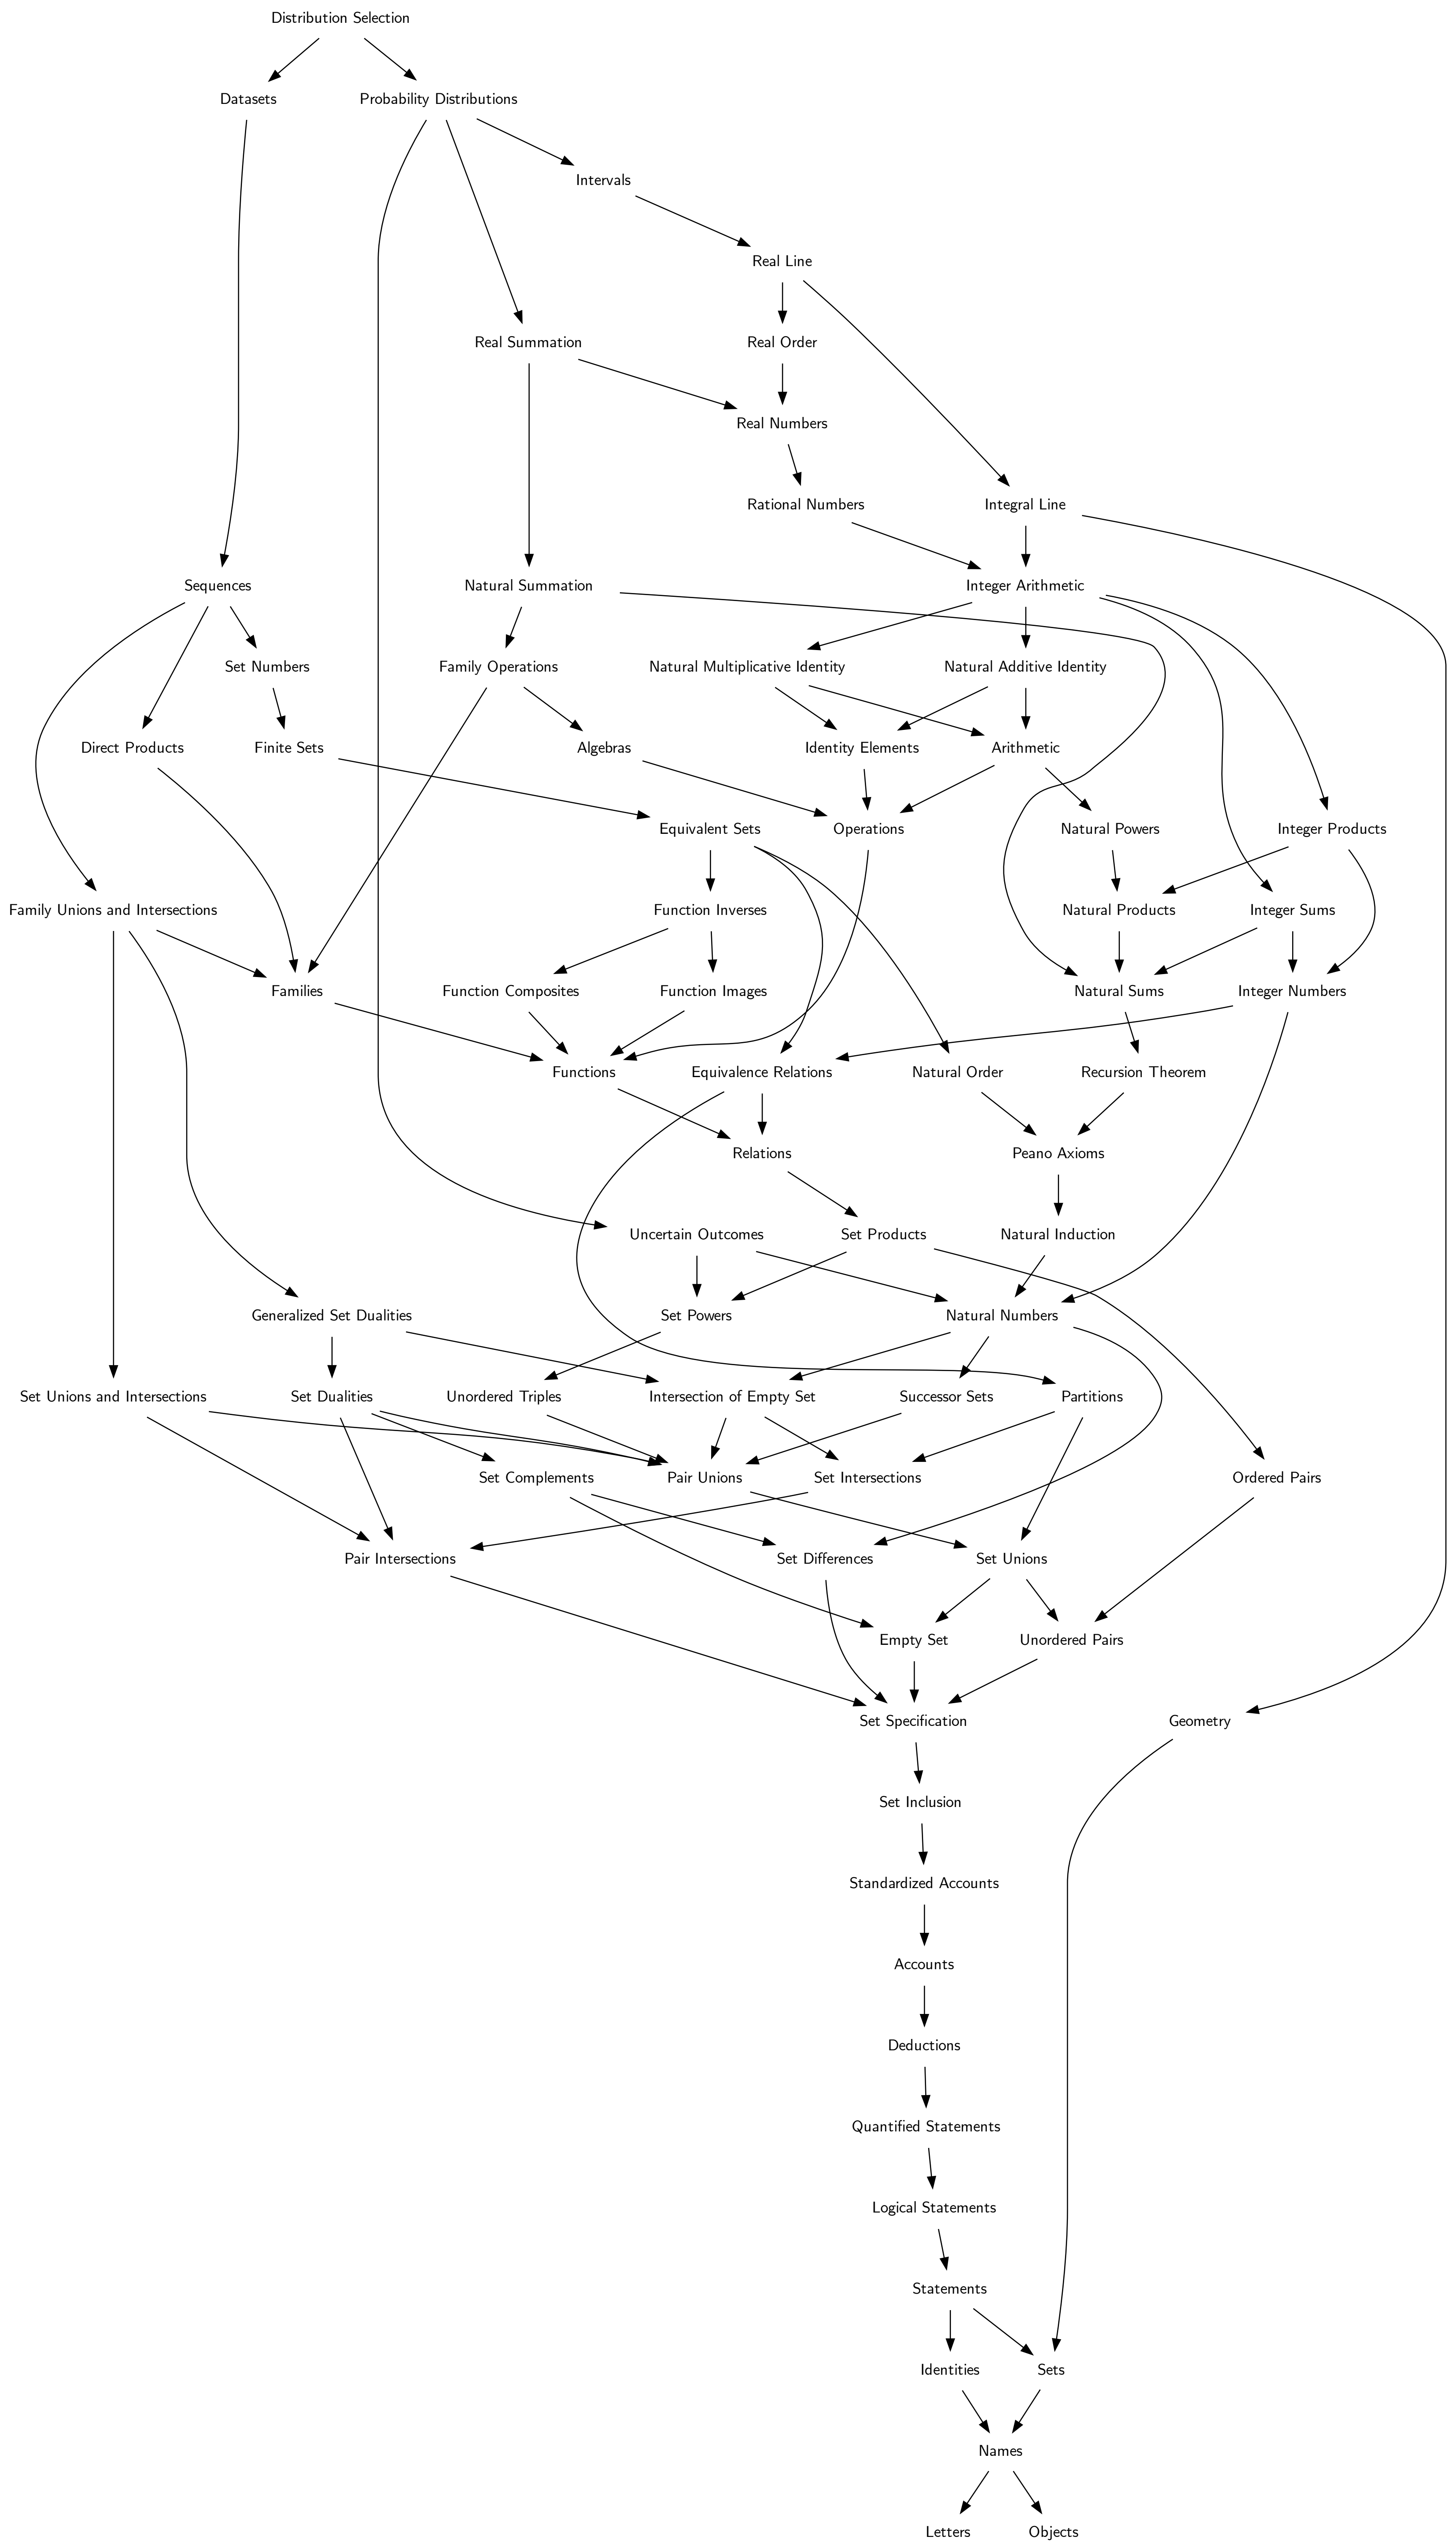 Distribution Selection
Datasets
Probability Distributions
Intervals
Real Line
Real Summation
Real Order
Real Numbers
Rational Numbers
Integral Line
Sequences
Natural Summation
Integer Arithmetic
Set Numbers
Family Operations
Natural Multiplicative Identity
Natural Additive Identity
Direct Products
Finite Sets
Algebras
Identity Elements
Arithmetic
Equivalent Sets
Operations
Natural Powers
Integer Products
Family Unions and Intersections
Function Inverses
Natural Products
Integer Sums
Families
Function Composites
Function Images
Natural Sums
Integer Numbers
Functions
Equivalence Relations
Natural Order
Recursion Theorem
Relations
Peano Axioms
Uncertain Outcomes
Set Products
Natural Induction
Generalized Set Dualities
Set Powers
Natural Numbers
Set Unions and Intersections
Set Dualities
Unordered Triples
Intersection of Empty Set
Successor Sets
Partitions
Set Complements
Pair Unions
Set Intersections
Ordered Pairs
Pair Intersections
Set Differences
Set Unions
Empty Set
Unordered Pairs
Set Specification
Geometry
Set Inclusion
Standardized Accounts
Accounts
Deductions
Quantified Statements
Logical Statements
Statements
Identities
Sets
Names
Letters
Objects